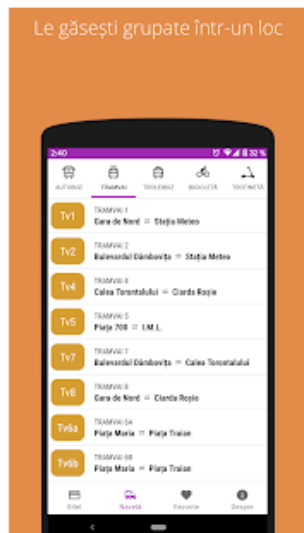 Le găsești grupate într-un loc
2:40
32 %
AUTOBUZ TRAMVAI TROLEIBUZ BICICLETĂ TROTINETĂ
Tv1
TRAMVAI 1
Gara de Nord ⇌ Stația Meteo
Tv2
TRAMVAI 2
Bulevardul Dâmbovița ⇌ Stația Meteo
Tv4
TRAMVAI 4
Calea Torontalului ⇌ Ciarda Roșie
Tv5
TRAMVAI 5
Piața 700 ⇌ I.M.L.
Tv7
TRAMVAI 7
Bulevardul Dâmbovița ⇌ Calea Torontalului
Tv8
TRAMVAI 8
Gara de Nord ⇌ Ciarda Roșie
Tv6a
TRAMVAI 6A
Piața Maria ⇌ Piața Traian
Tv6b
TRAMVAI 6B
Piața Maria ⇌ Piața Traian
Bilet Navetă Favorite Despre